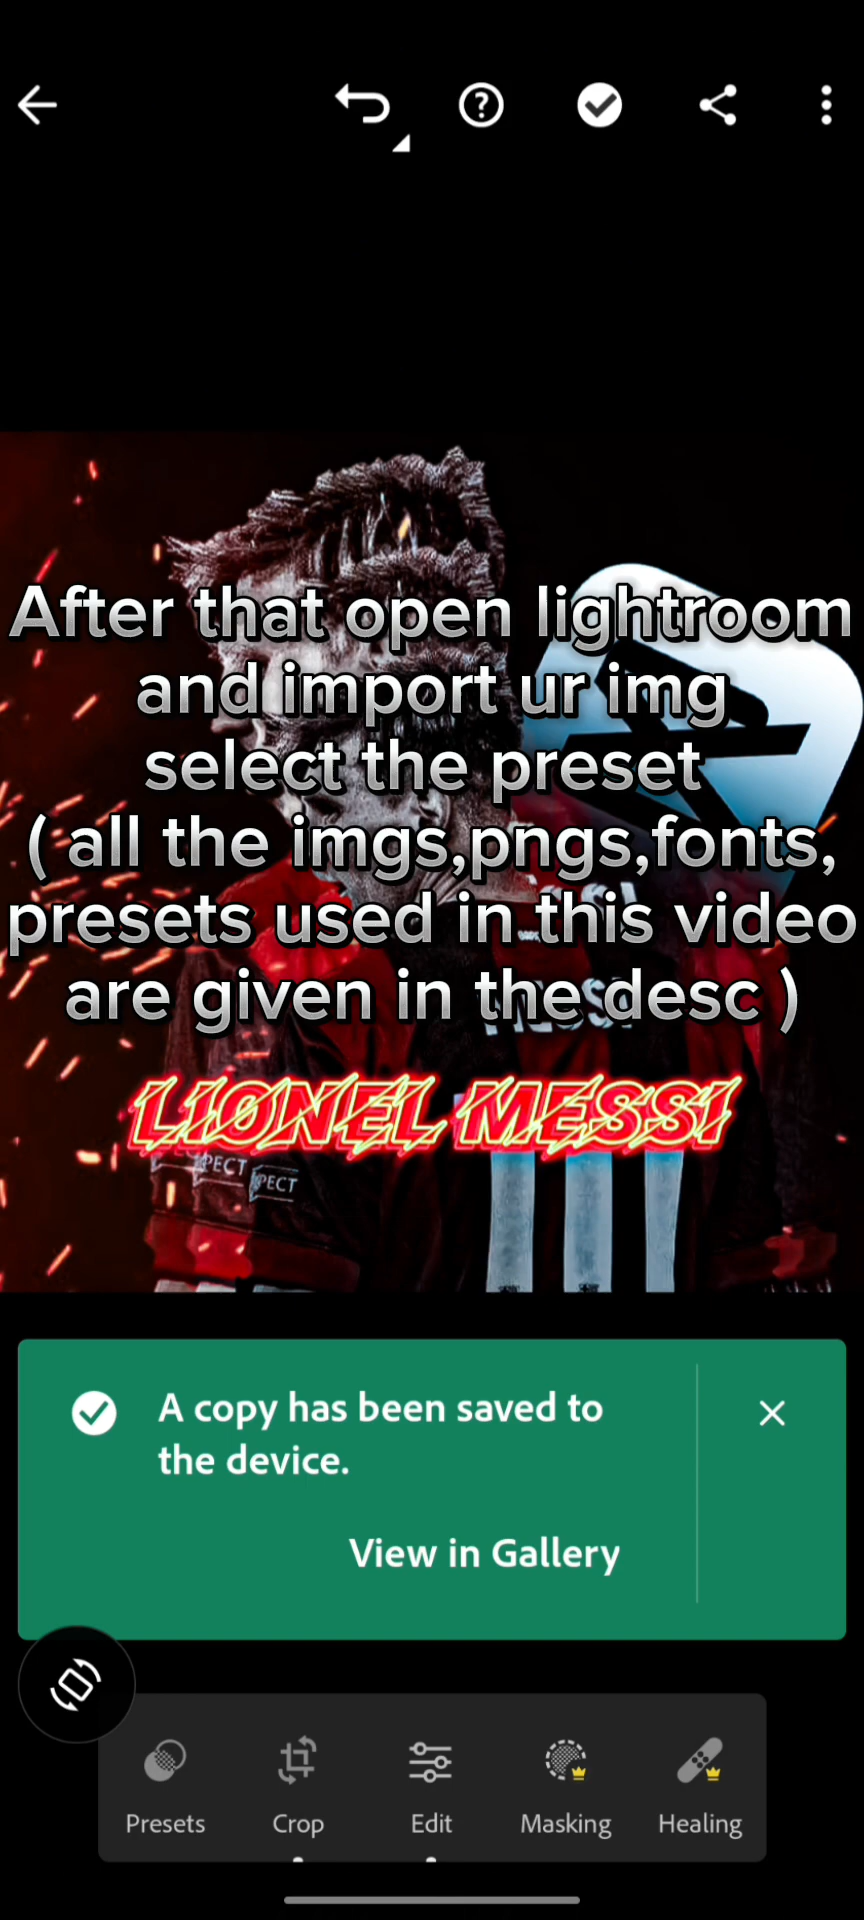 After that open lightroom
and import ur img
select the preset
( all the imgs,pngs,fonts,
presets used in this video
are given in the desc )
MESSI
LIONEL MESSI
PECT
PECT
A copy has been saved to
the device.
View in Gallery
Presets
Crop
Edit
Masking
Healing